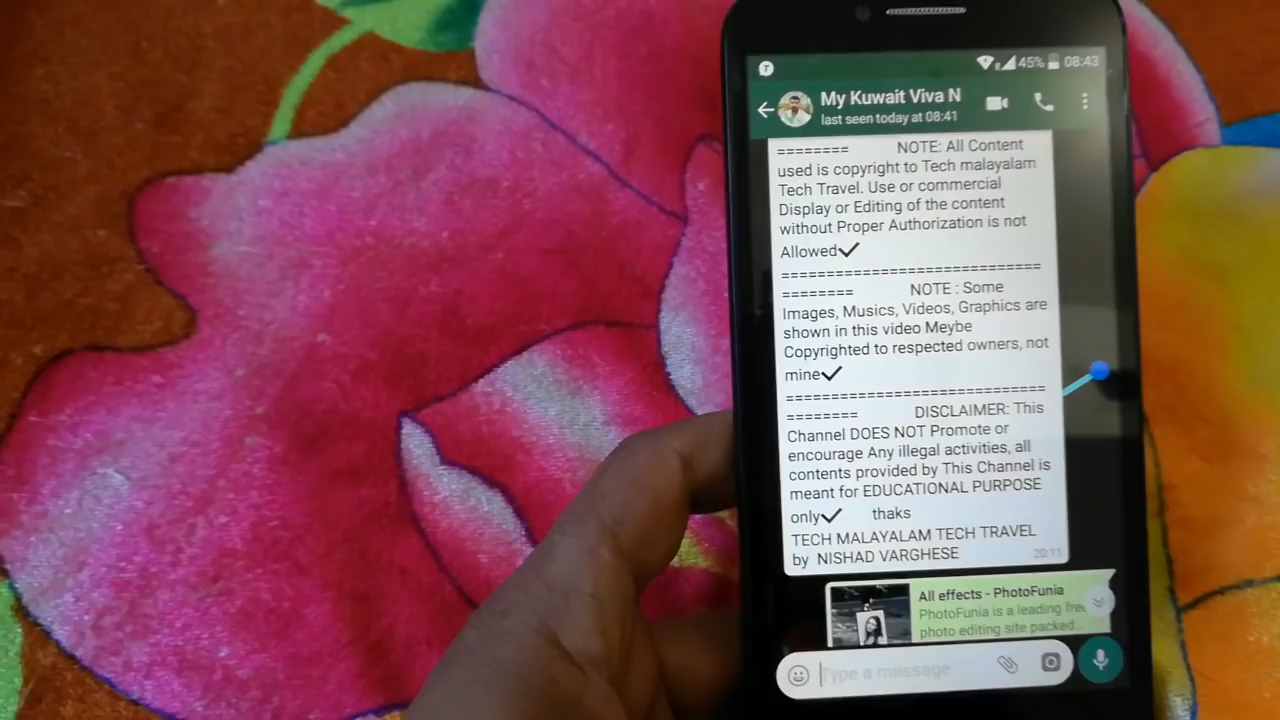 45% 08:43
My Kuwait Viva N
last seen today at 08:41
======== NOTE: All Content
used is copyright to Tech malayalam
Tech Travel. Use or commercial
Display or Editing of the content
without Proper Authorization is not
Allowed✔
=============================
======== NOTE : Some
Images, Musics, Videos, Graphics are
shown in this video Meybe
Copyrighted to respected owners, not
mine✔
=============================
======== DISCLAIMER: This
Channel DOES NOT Promote or
encourage Any illegal activities, all
contents provided by This Channel is
meant for EDUCATIONAL PURPOSE
only✔ thaks
TECH MALAYALAM TECH TRAVEL
by NISHAD VARGHESE
20:11
All effects - PhotoFunia
PhotoFunia is a leading free
photo editing site packed...
Type a message